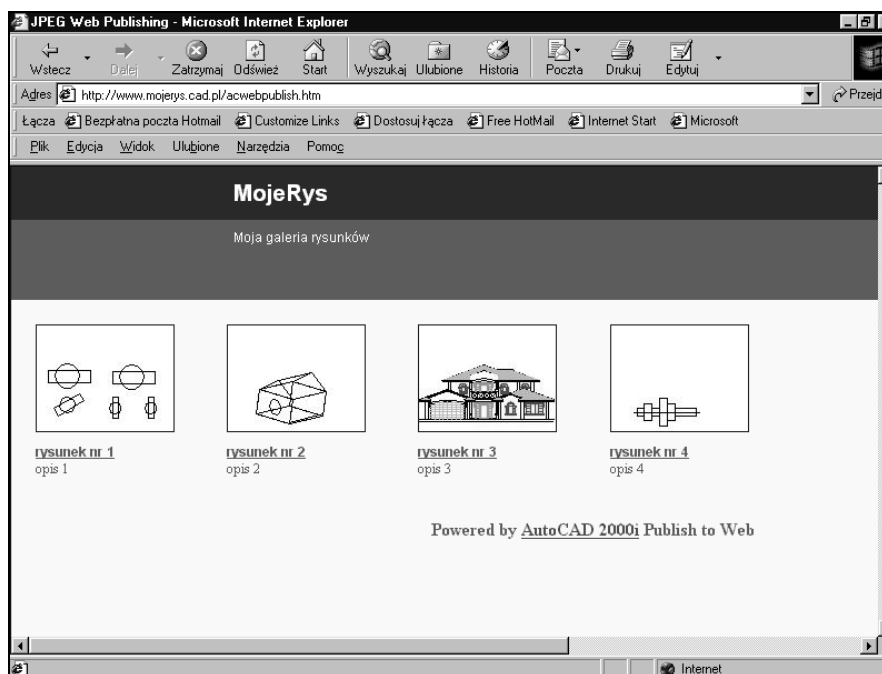 JPEG Web Publishing - Microsoft Internet Explorer
Wstecz Dalej Zatrzymaj Odśwież Start Wyszukaj Ulubione Historia Poczta Drukuj Edytuj
Adres http://www.mojerys.cad.pl/acwebpublish.htm Przejd
Łącza Bezpłatna poczta Hotmail Customize Links Dostosuj łącza Free HotMail Internet Start Microsoft
Plik Edycja Widok Ulubione Narzędzia Pomoc
MojeRys
Moja galeria rysunków
rysunek nr 1 rysunek nr 2 rysunek nr 3 rysunek nr 4
opis 1 opis 2 opis 3 opis 4
Powered by AutoCAD 2000i Publish to Web
Internet